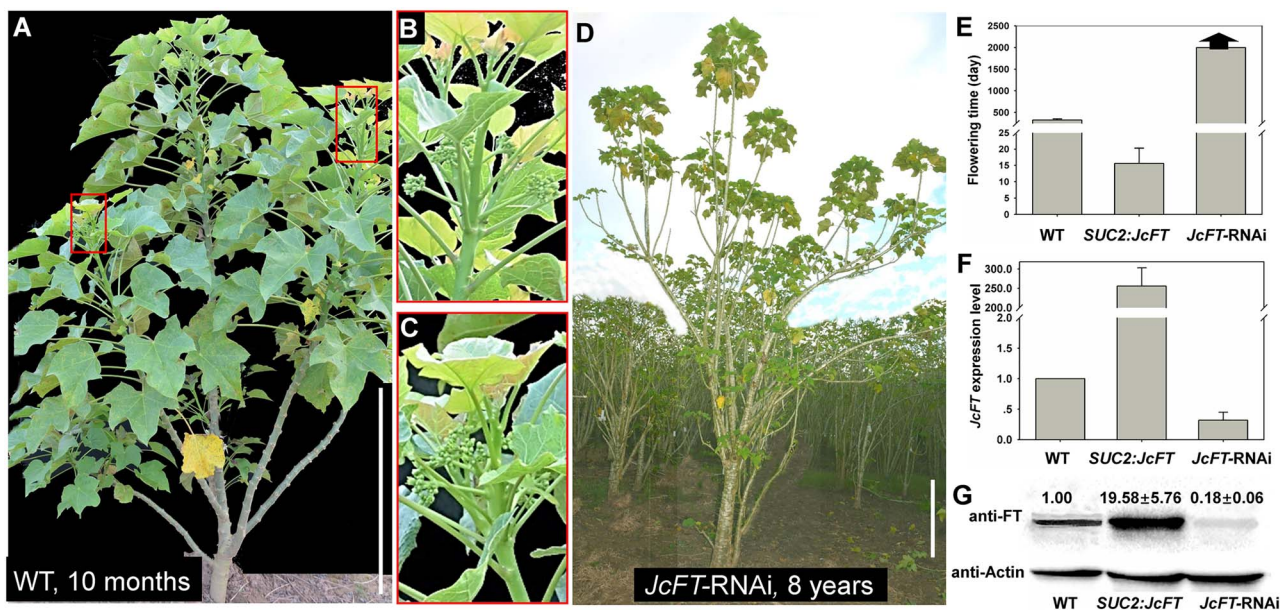 A
WT, 10 months
B
C
D
JcFT-RNAi, 8 years
E
Flowering time (day)
2500
2000
1500
1000
500
25
20
15
10
5
0
WT SUC2:JcFT JcFT-RNAi
F
JcFT expression level
300.0
250.0
200.0
2.0
1.0
.5
0.0
WT SUC2:JcFT JcFT-RNAi
G
1.00 19.58±5.76 0.18±0.06
anti-FT
anti-Actin
WT SUC2:JcFT JcFT-RNAi